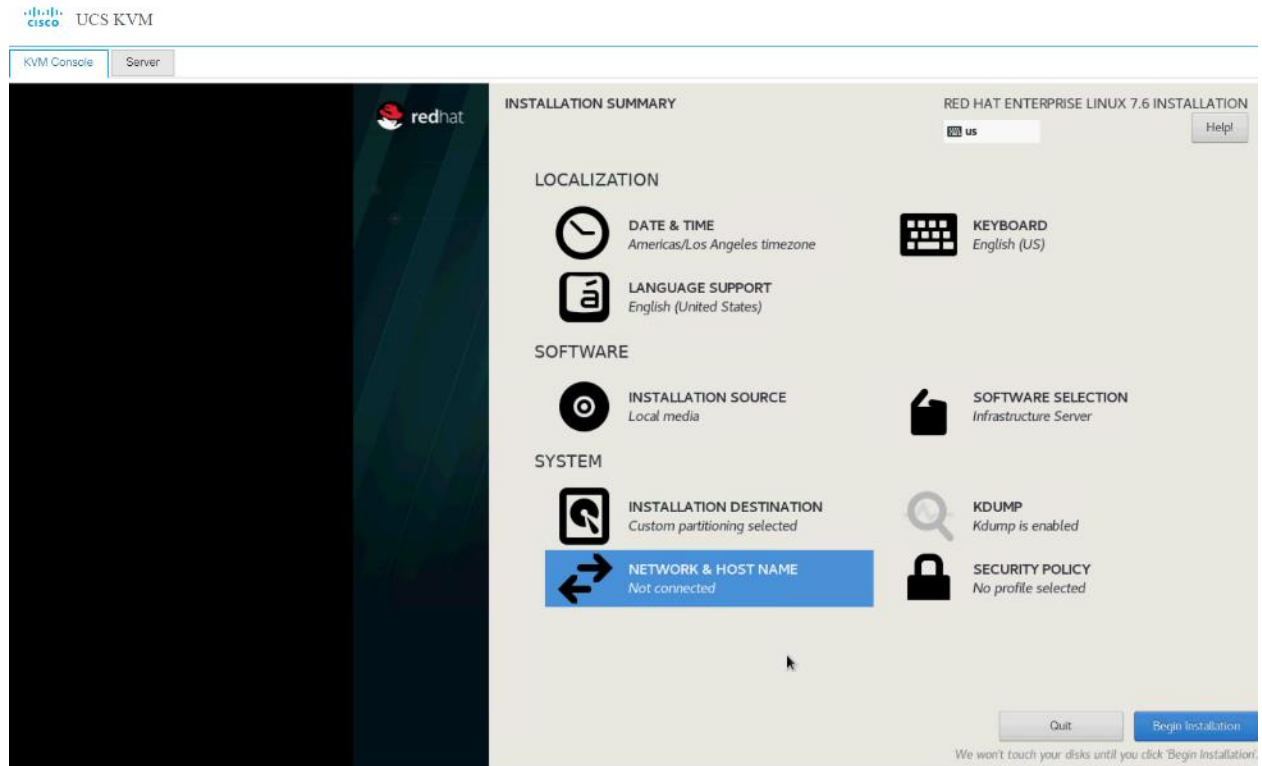 cisco UCS KVM
KVM Console Server
redhat
INSTALLATION SUMMARY
RED HAT ENTERPRISE LINUX 7.6 INSTALLATION
us
Help!
LOCALIZATION
DATE & TIME
Americas/Los Angeles timezone
KEYBOARD
English (US)
á
LANGUAGE SUPPORT
English (United States)
SOFTWARE
INSTALLATION SOURCE
Local media
SOFTWARE SELECTION
Infrastructure Server
SYSTEM
INSTALLATION DESTINATION
Custom partitioning selected
KDUMP
Kdump is enabled
NETWORK & HOST NAME
Not connected
SECURITY POLICY
No profile selected
Quit
Begin Installation
We won't touch your disks until you click 'Begin Installation'.